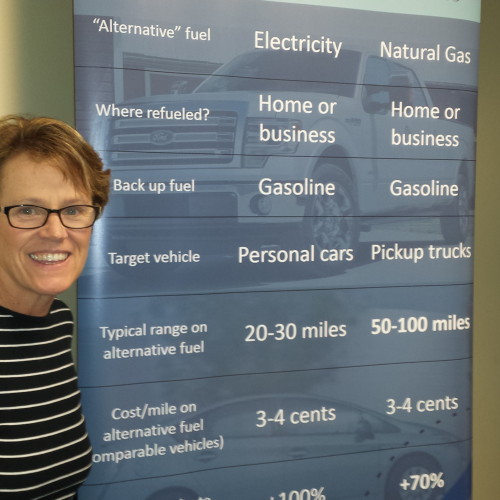 "Alternative" fuel Electricity Natural Gas
Where refueled? Home or business Home or business
Back up fuel Gasoline Gasoline
Target vehicle Personal cars Pickup trucks
Typical range on alternative fuel 20-30 miles 50-100 miles
Cost/mile on alternative fuel omparable vehicles) 3-4 cents 3-4 cents
+100% +70%